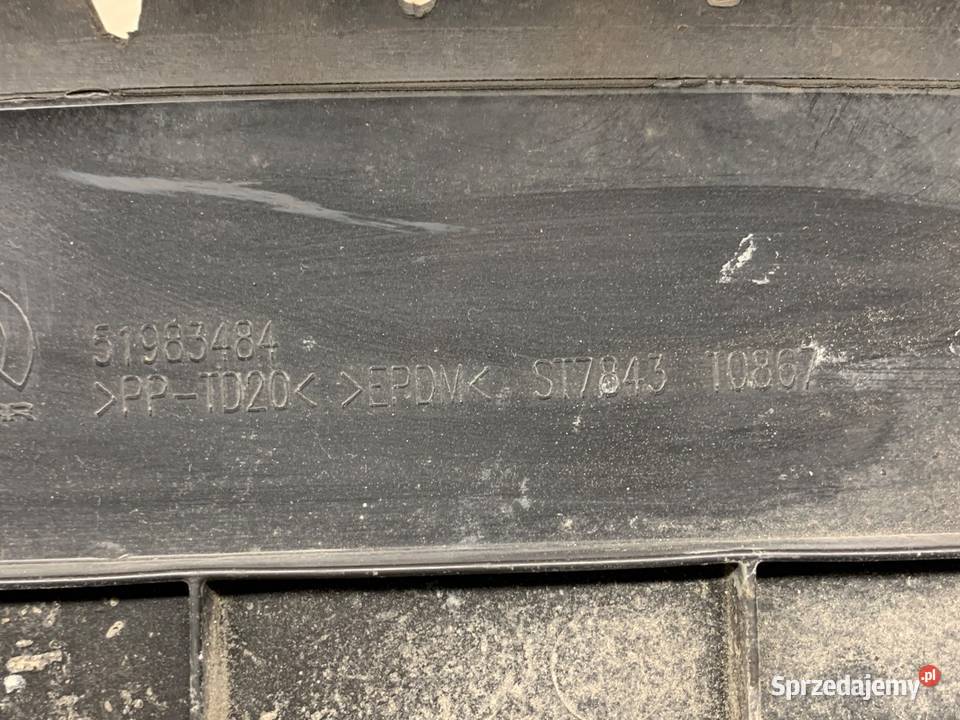 51983484
>PP-TD20< >EPDM< ST7843 T0867
Sprzedajemy.pl